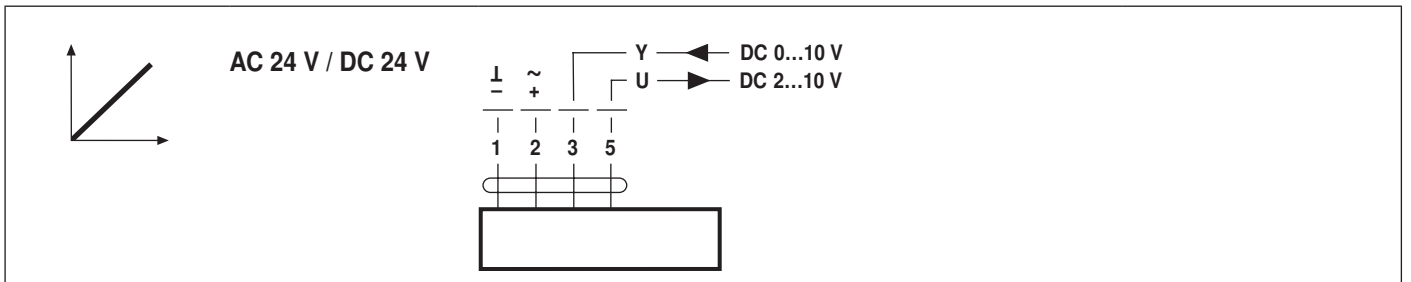 AC 24 V / DC 24 V
Y DC 0...10 V
U DC 2...10 V
⊥ ~
– +
1 2 3 5